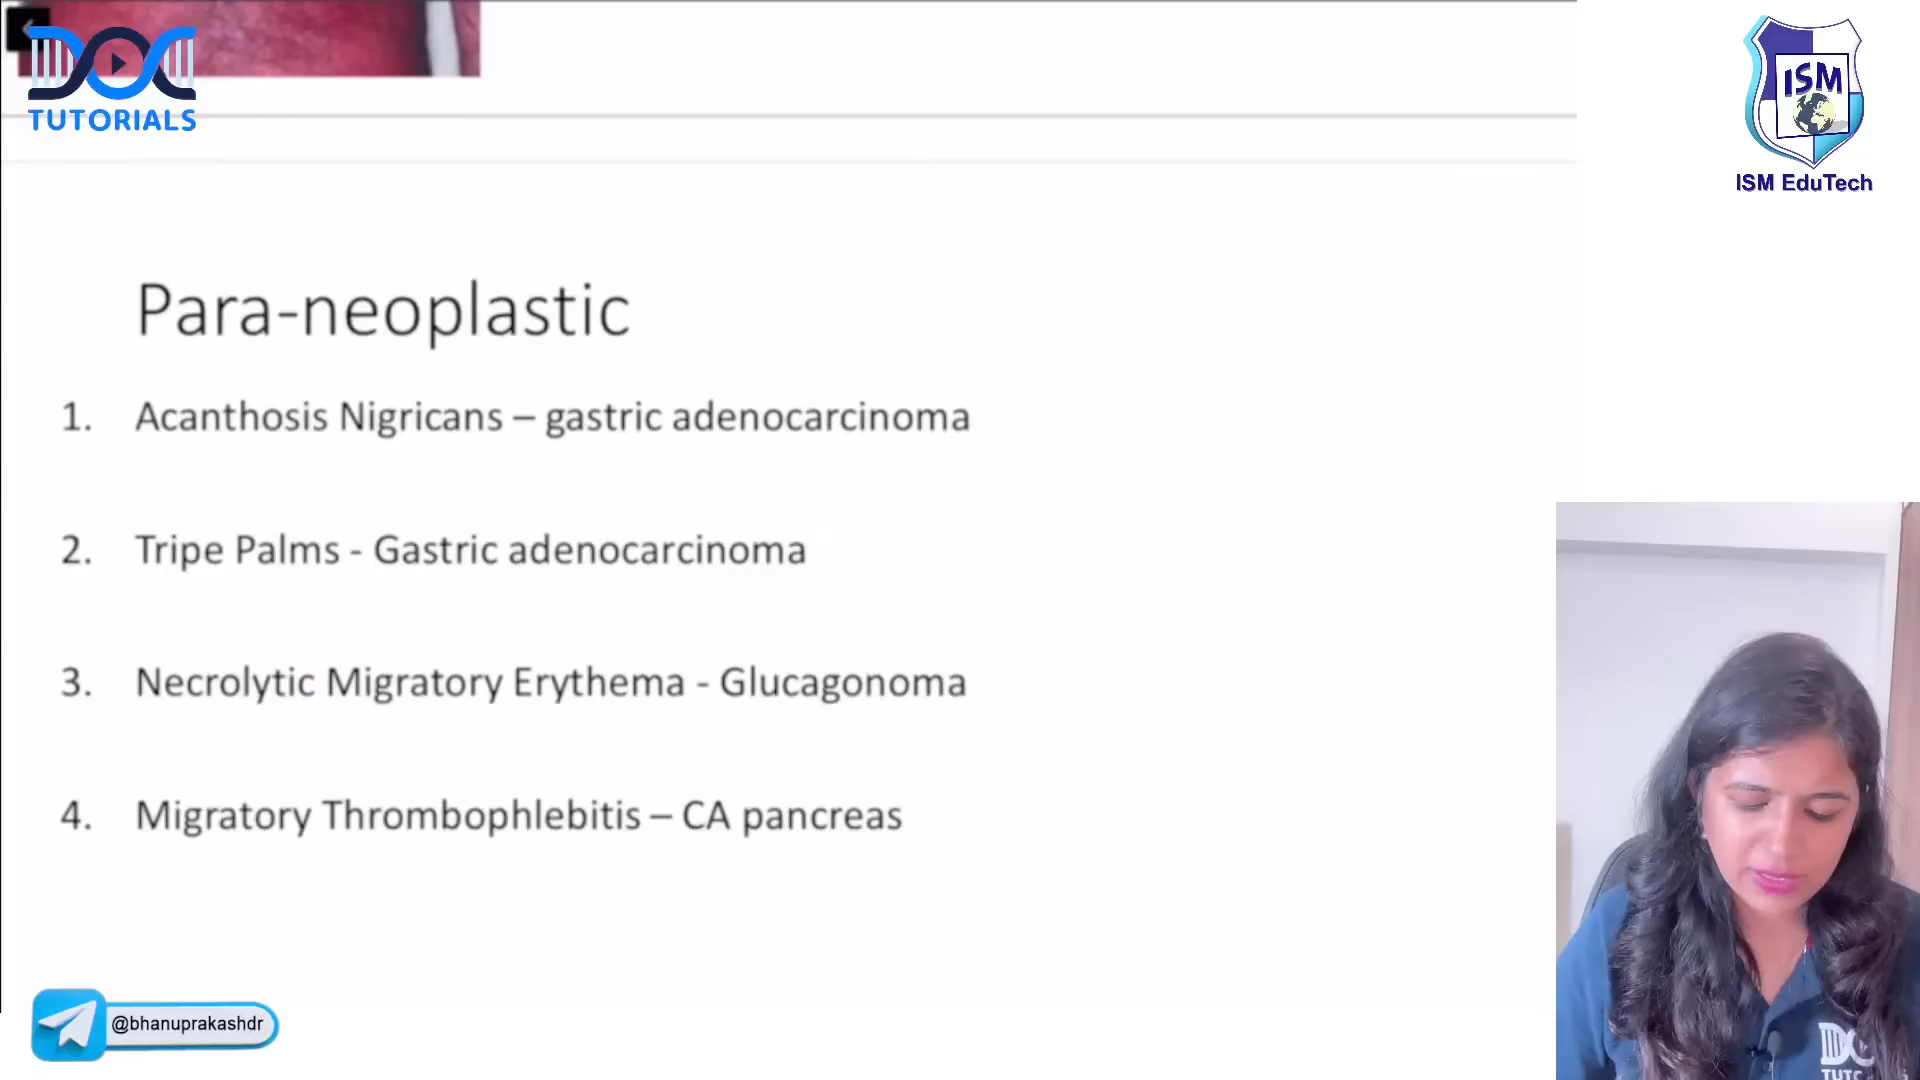 DOC
TUTORIALS
ISM
ISM EduTech
Para-neoplastic
1. Acanthosis Nigricans – gastric adenocarcinoma
2. Tripe Palms - Gastric adenocarcinoma
3. Necrolytic Migratory Erythema - Glucagonoma
4. Migratory Thrombophlebitis – CA pancreas
@bhanuprakashdr